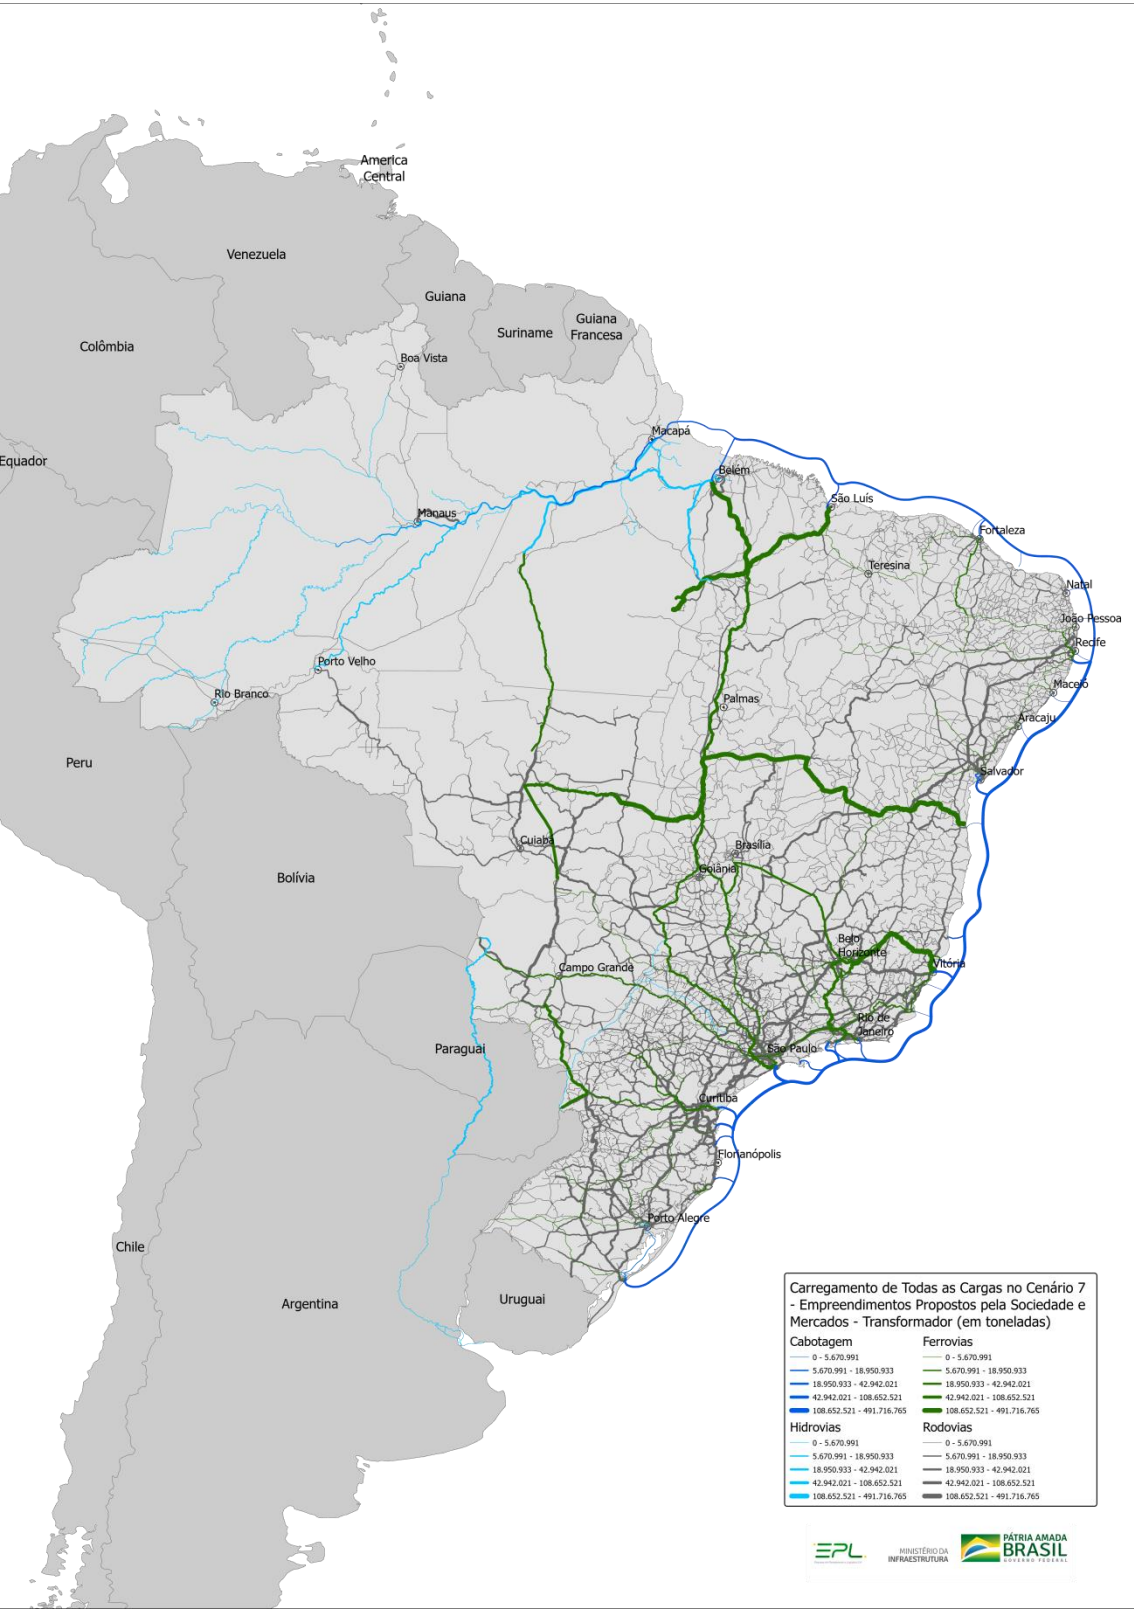 America
Central
Venezuela
Guiana
Suriname
Guiana
Francesa
Colômbia
Boa Vista
Equador
Macapá
Belém
São Luís
Manaus
Fortaleza
Teresina
Natal
João Pessoa
Recife
Porto Velho
Rio Branco
Maceió
Palmas
Aracaju
Peru
Salvador
Cuiabá
Brasília
Goiânia
Bolívia
Belo
Horizonte
Vitória
Campo Grande
Rio de
Janeiro
Paraguai
São Paulo
Curitiba
Florianópolis
Porto Alegre
Chile
Argentina
Uruguai
Carregamento de Todas as Cargas no Cenário 7
- Empreendimentos Propostos pela Sociedade e
Mercados - Transformador (em toneladas)
Cabotagem
0 - 5.670.991
5.670.991 - 18.950.933
18.950.933 - 42.942.021
42.942.021 - 108.652.521
108.652.521 - 491.716.765
Ferrovias
0 - 5.670.991
5.670.991 - 18.950.933
18.950.933 - 42.942.021
42.942.021 - 108.652.521
108.652.521 - 491.716.765
Hidrovias
0 - 5.670.991
5.670.991 - 18.950.933
18.950.933 - 42.942.021
42.942.021 - 108.652.521
108.652.521 - 491.716.765
Rodovias
0 - 5.670.991
5.670.991 - 18.950.933
18.950.933 - 42.942.021
42.942.021 - 108.652.521
108.652.521 - 491.716.765
EPL
MINISTÉRIO DA
INFRAESTRUTURA
PÁTRIA AMADA
BRASIL
GOVERNO FEDERAL